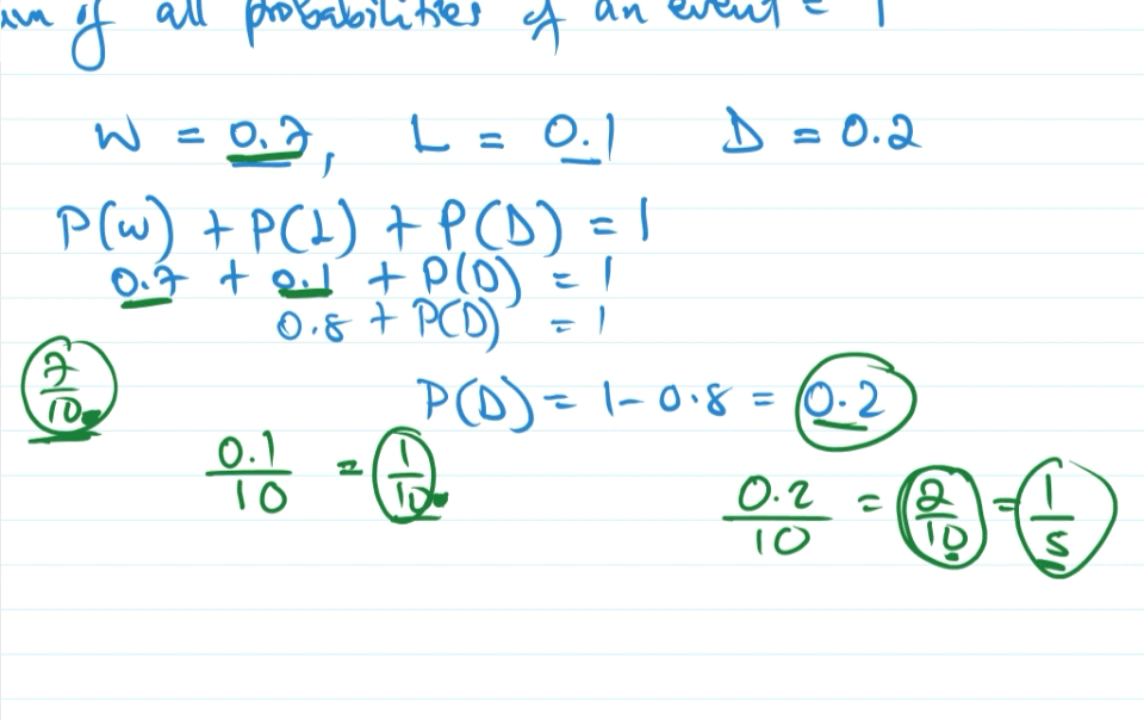 of all probabilities of an event = 1
W = 0.7, L = 0.1 D = 0.2
P(W) + P(L) + P(D) = 1
0.7 + 0.1 + P(D) = 1
0.8 + P(D) = 1
7/10
P(D) = 1 - 0.8 = 0.2
0.1/10 = 1/10
0.2/10 = 2/10 = 1/5